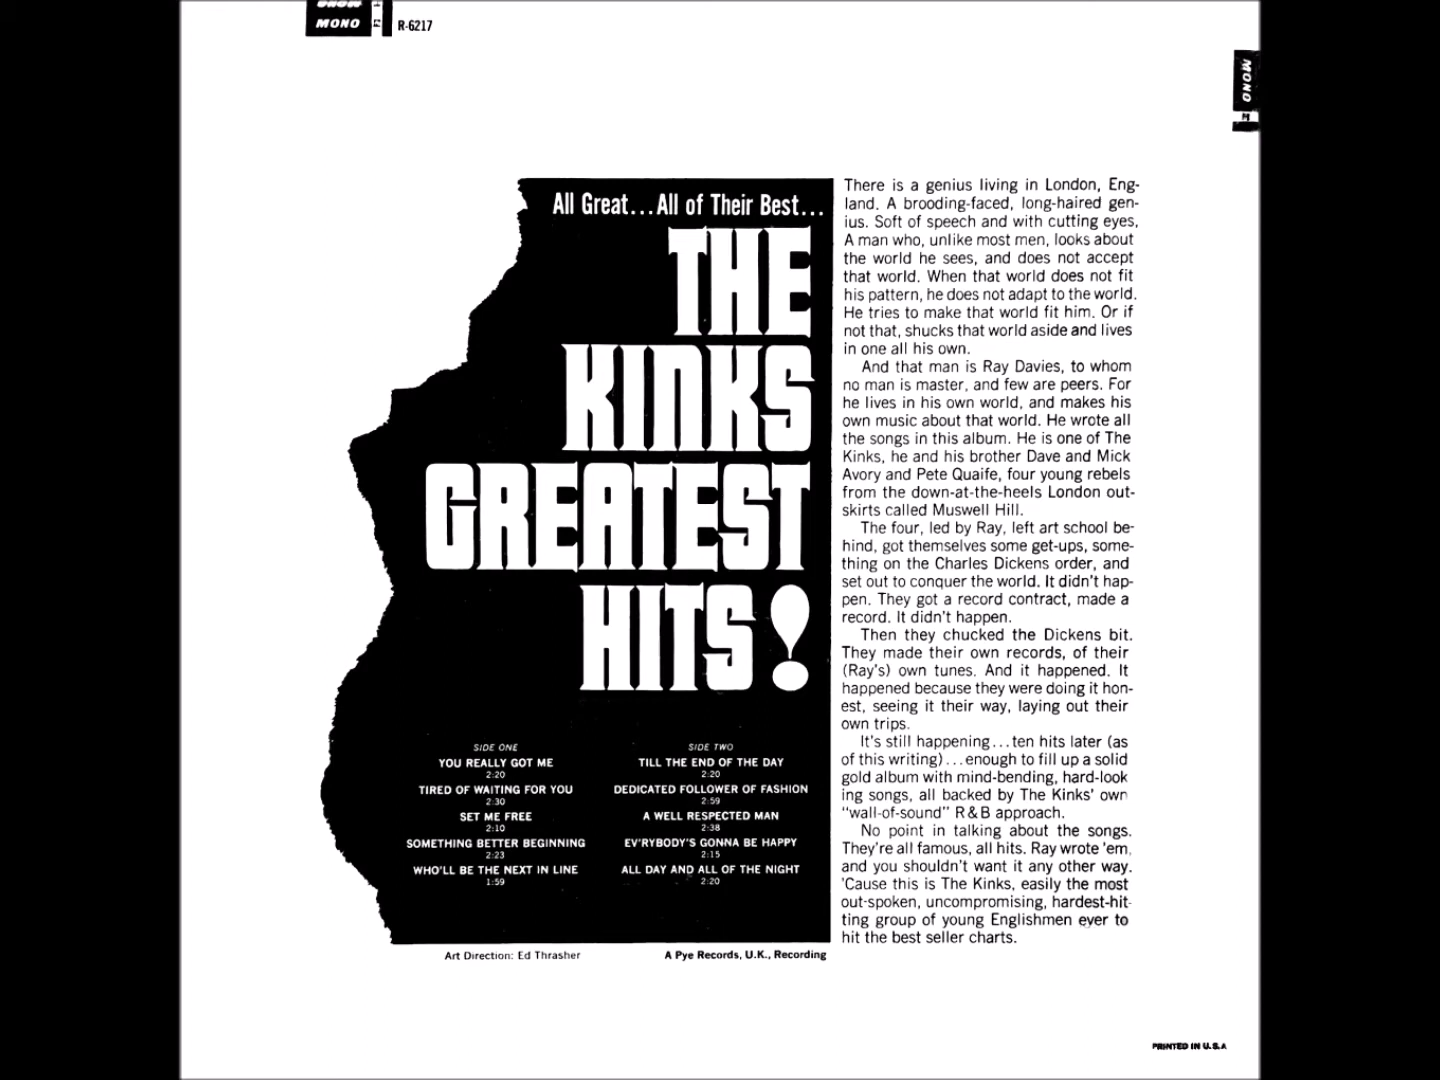 MONO
R-6217
MONO
All Great...All of Their Best...
THE
KINKS
GREATEST
HITS!
SIDE ONE
YOU REALLY GOT ME
2:20
TIRED OF WAITING FOR YOU
2:30
SET ME FREE
2:10
SOMETHING BETTER BEGINNING
2:23
WHO'LL BE THE NEXT IN LINE
1:59
SIDE TWO
TILL THE END OF THE DAY
2:20
DEDICATED FOLLOWER OF FASHION
2:59
A WELL RESPECTED MAN
2:38
EV'RYBODY'S GONNA BE HAPPY
2:15
ALL DAY AND ALL OF THE NIGHT
2:20
Art Direction: Ed Thrasher
A Pye Records, U.K., Recording
There is a genius living in London, Eng-
land. A brooding-faced, long-haired gen-
ius. Soft of speech and with cutting eyes,
A man who, unlike most men, looks about
the world he sees, and does not accept
that world. When that world does not fit
his pattern, he does not adapt to the world.
He tries to make that world fit him. Or if
not that, shucks that world aside and lives
in one all his own.
And that man is Ray Davies, to whom
no man is master, and few are peers. For
he lives in his own world, and makes his
own music about that world. He wrote all
the songs in this album. He is one of The
Kinks, he and his brother Dave and Mick
Avory and Pete Quaife, four young rebels
from the down-at-the-heels London out-
skirts called Muswell Hill.
The four, led by Ray, left art school be-
hind, got themselves some get-ups, some-
thing on the Charles Dickens order, and
set out to conquer the world. It didn't hap-
pen. They got a record contract, made a
record. It didn't happen.
Then they chucked the Dickens bit.
They made their own records, of their
(Ray's) own tunes. And it happened. It
happened because they were doing it hon-
est, seeing it their way, laying out their
own trips.
It's still happening...ten hits later (as
of this writing)...enough to fill up a solid
gold album with mind-bending, hard-look
ing songs, all backed by The Kinks' own
"wall-of-sound" R&B approach.
No point in talking about the songs.
They're all famous, all hits. Ray wrote 'em,
and you shouldn't want it any other way.
'Cause this is The Kinks, easily the most
out-spoken, uncompromising, hardest-hit-
ting group of young Englishmen ever to
hit the best seller charts.
PRINTED IN U.S.A